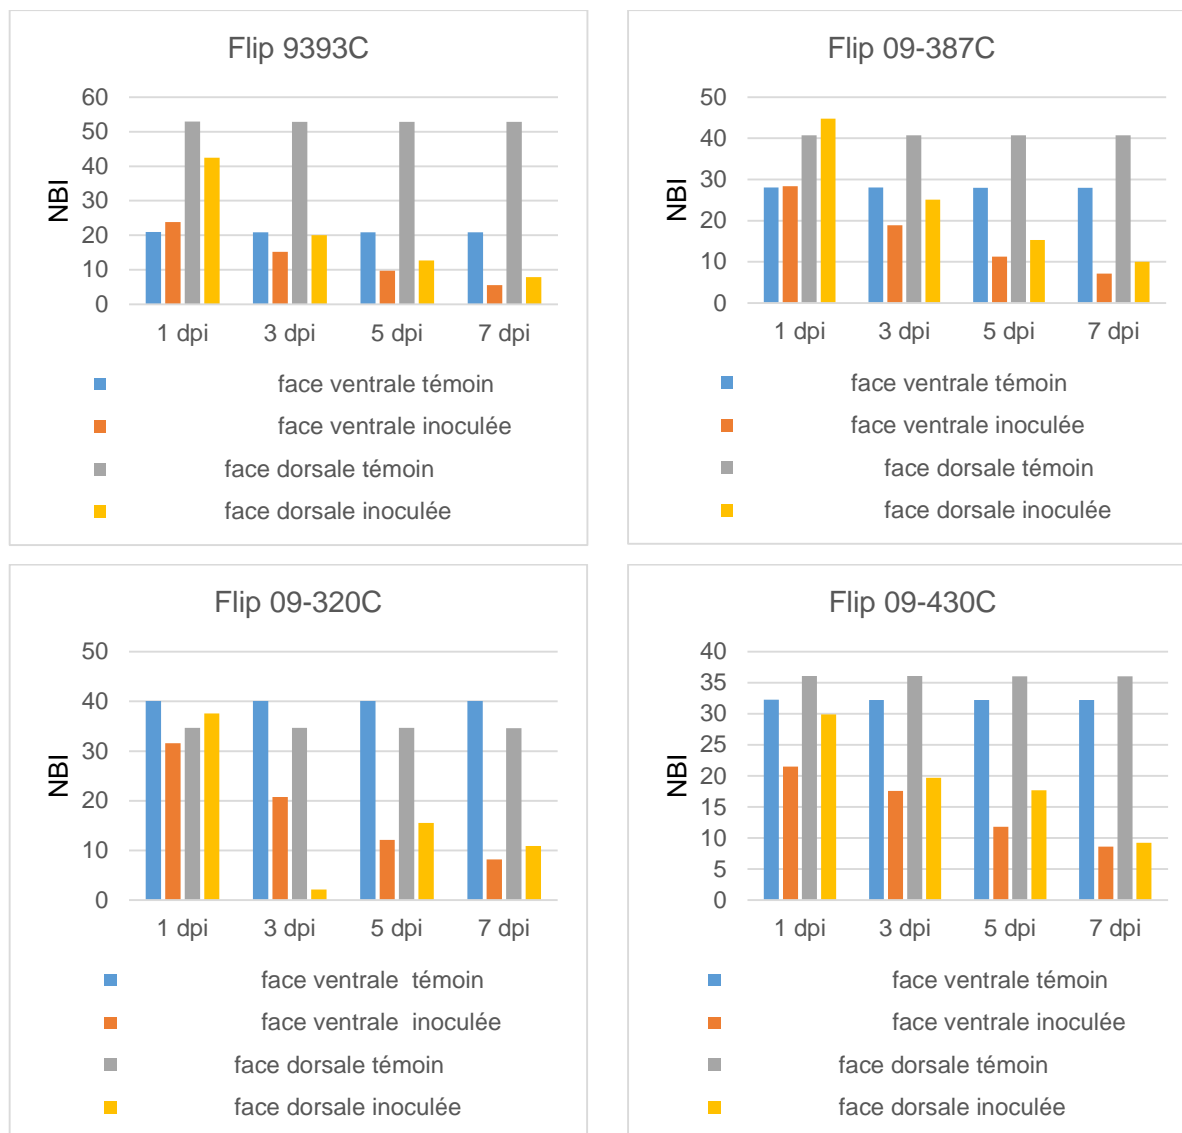 Flip 9393C
NBI
60
50
40
30
20
10
0
1 dpi 3 dpi 5 dpi 7 dpi
face ventrale témoin
face ventrale inoculée
face dorsale témoin
face dorsale inoculée
Flip 09-387C
NBI
50
40
30
20
10
0
1 dpi 3 dpi 5 dpi 7 dpi
face ventrale témoin
face ventrale inoculée
face dorsale témoin
face dorsale inoculée
Flip 09-320C
NBI
50
40
30
20
10
0
1 dpi 3 dpi 5 dpi 7 dpi
face ventrale témoin
face ventrale inoculée
face dorsale témoin
face dorsale inoculée
Flip 09-430C
NBI
40
35
30
25
20
15
10
5
0
1 dpi 3 dpi 5 dpi 7 dpi
face ventrale témoin
face ventrale inoculée
face dorsale témoin
face dorsale inoculée